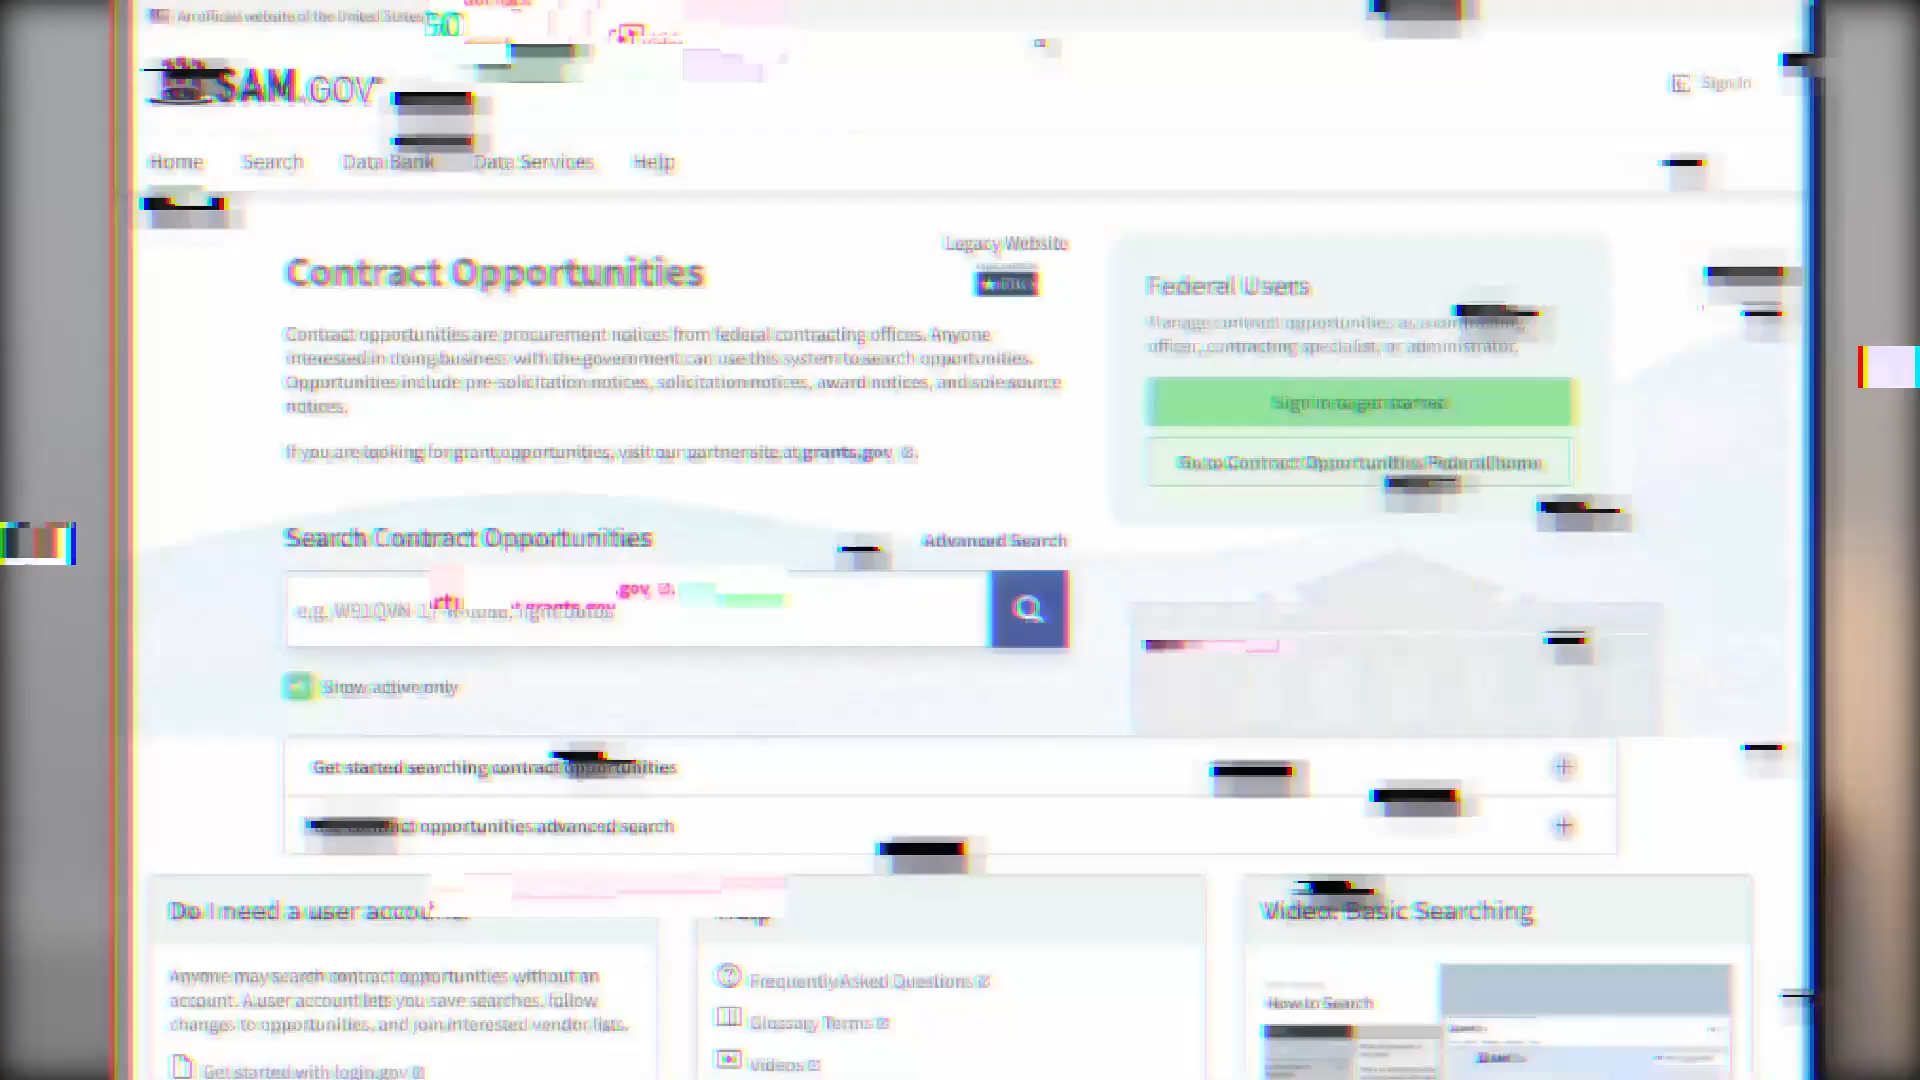 An official website of the United States
SAM.GOV
Sign In
Home
Search
Data Bank
Data Services
Help
Legacy Website
Contract Opportunities
Contract opportunities are procurement notices from federal contracting offices. Anyone
interested in doing business with the government can use this system to search opportunities.
Opportunities include pre-solicitation notices, solicitation notices, award notices, and sole source
notices.
If you are looking for grant opportunities, visit our partner site at grants.gov.
Federal Users
Manage contract opportunities as a contracting
officer, contracting specialist, or administrator.
Sign in to get started
Go to Contract Opportunities Federal home
Search Contract Opportunities
Advanced Search
e.g. W91QVN-
.gov
grants.gov
Show active only
Get started searching contract opportunities
contract opportunities advanced search
Do I need a user
Anyone may search contract opportunities without an
account. A user account lets you save searches, follow
changes to opportunities, and join interested vendor lists.
Get started with login.gov
Help
Frequently Asked Questions
Glossary Terms
Videos
Video: Basic Searching
How to Search